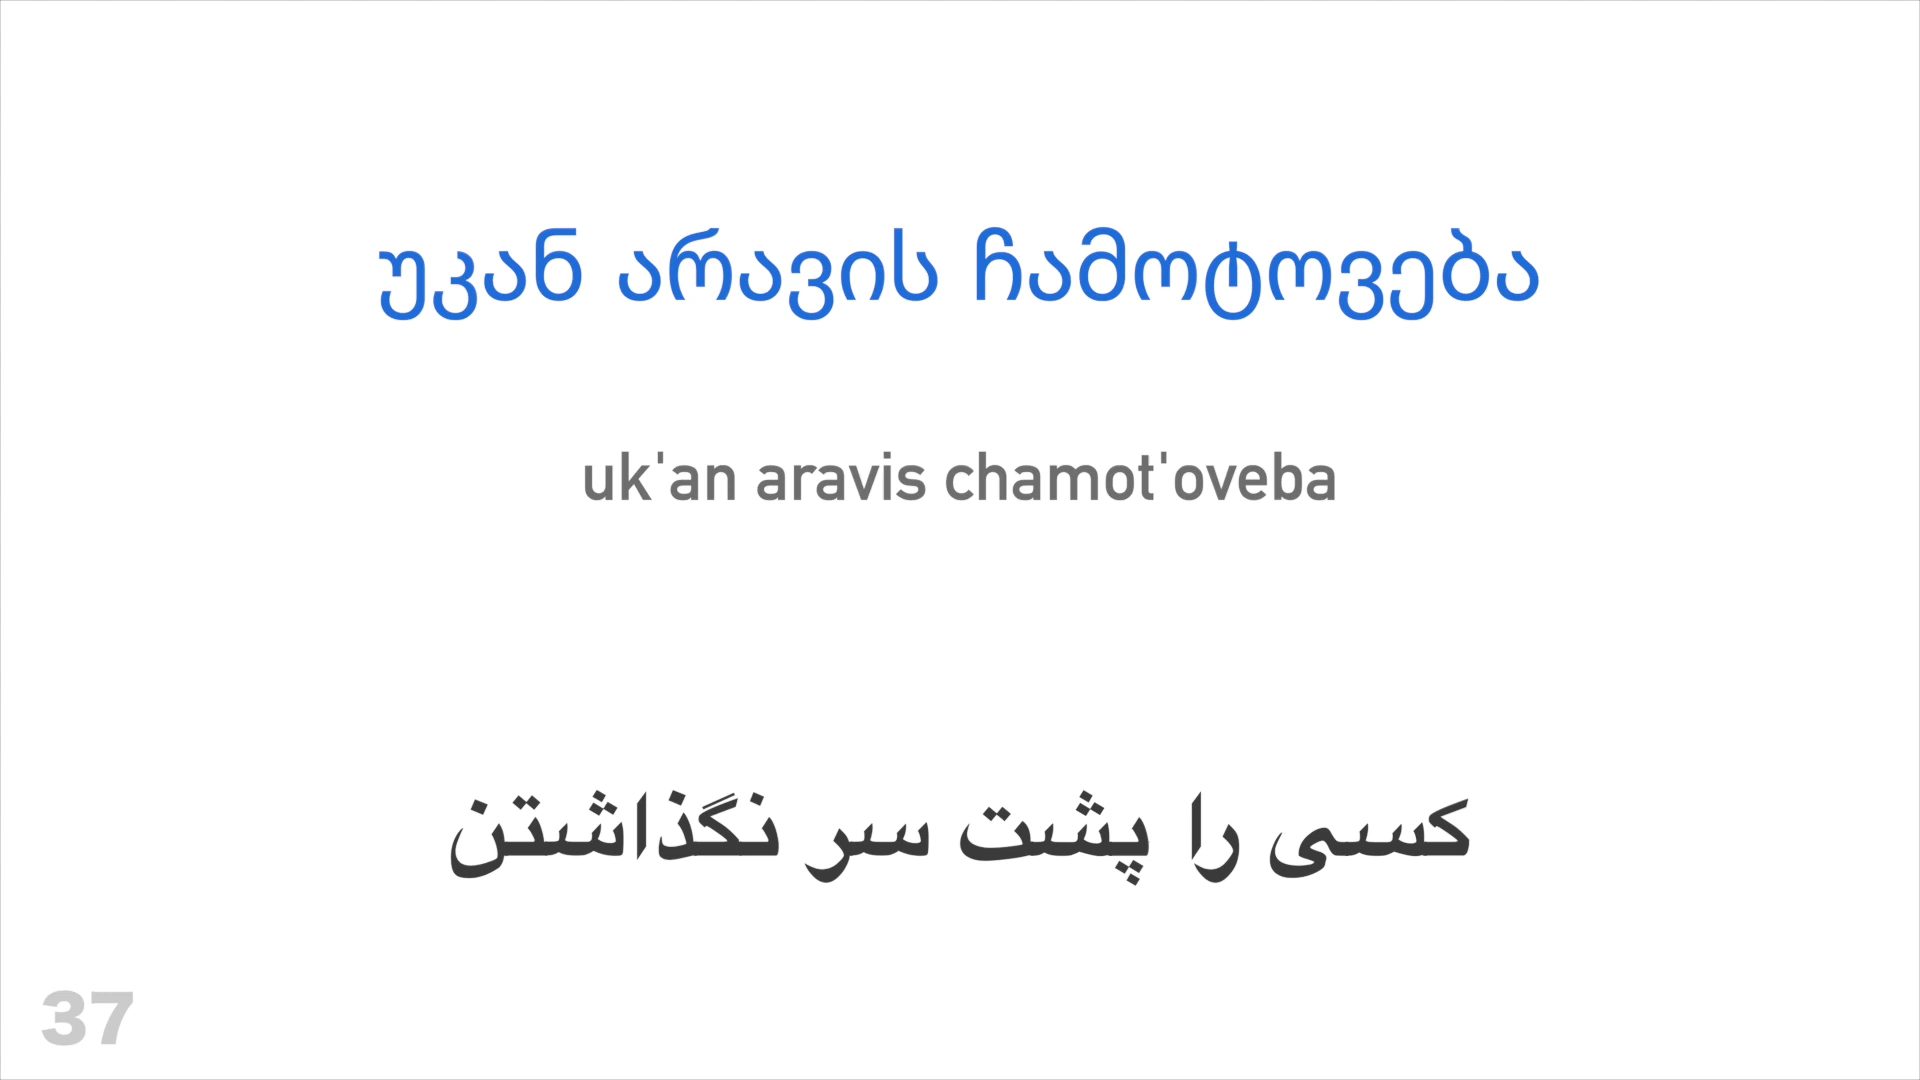 უკან არავის ჩამოტოვება
uk'an aravis chamot'oveba
کسی را پشت سر نگذاشتن
37